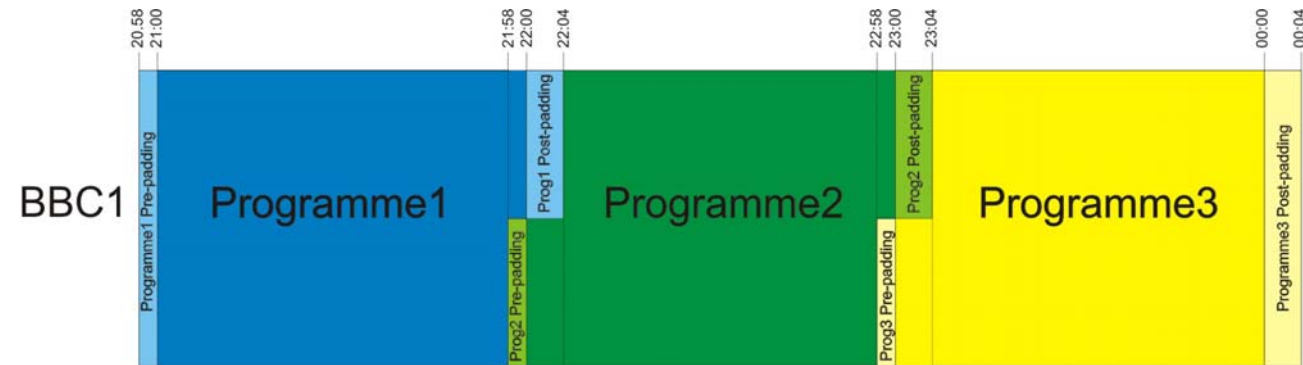 20.58
21:00
21:58
22:00
22:04
22:58
23:00
23:04
00:00
00:04
BBC1
Programme1 Pre-padding
Programme1
Prog2 Pre-padding
Prog1 Post-padding
Programme2
Prog3 Pre-padding
Prog2 Post-padding
Programme3
Programme3 Post-padding